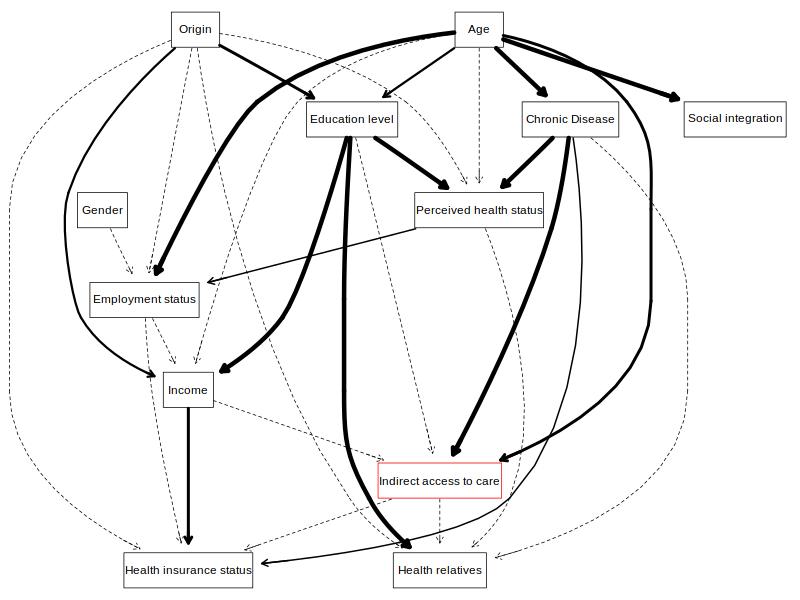 Origin
Age
Education level
Chronic Disease
Social integration
Gender
Perceived health status
Employment status
Income
Indirect access to care
Health insurance status
Health relatives